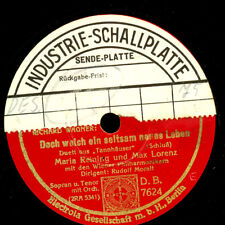 INDUSTRIE-SCHALLPLATTE
SENDE-PLATTE
Rückgabe-Frist:
RICHARD WAGNER:
Doch welch ein seltsam neues Leben
Duett aus „Tannhäuser" Schluß)
Maria Reining und Max Lorenz
mit den Wiener Philharmonikern
Dirigent: Rudolf Moralt
Sopran u. Tenor
mit Orch.
(2RA 5341)
D. B.
7624
Electrola Gesellschaft m. b. H., Berlin